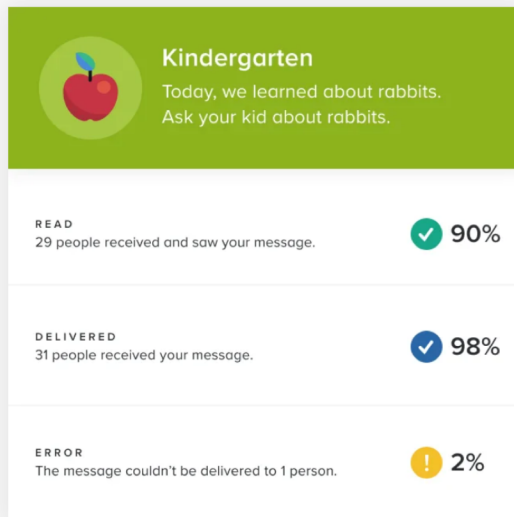 Kindergarten
Today, we learned about rabbits.
Ask your kid about rabbits.
READ
29 people received and saw your message.
90%
DELIVERED
31 people received your message.
98%
ERROR
The message couldn't be delivered to 1 person.
2%